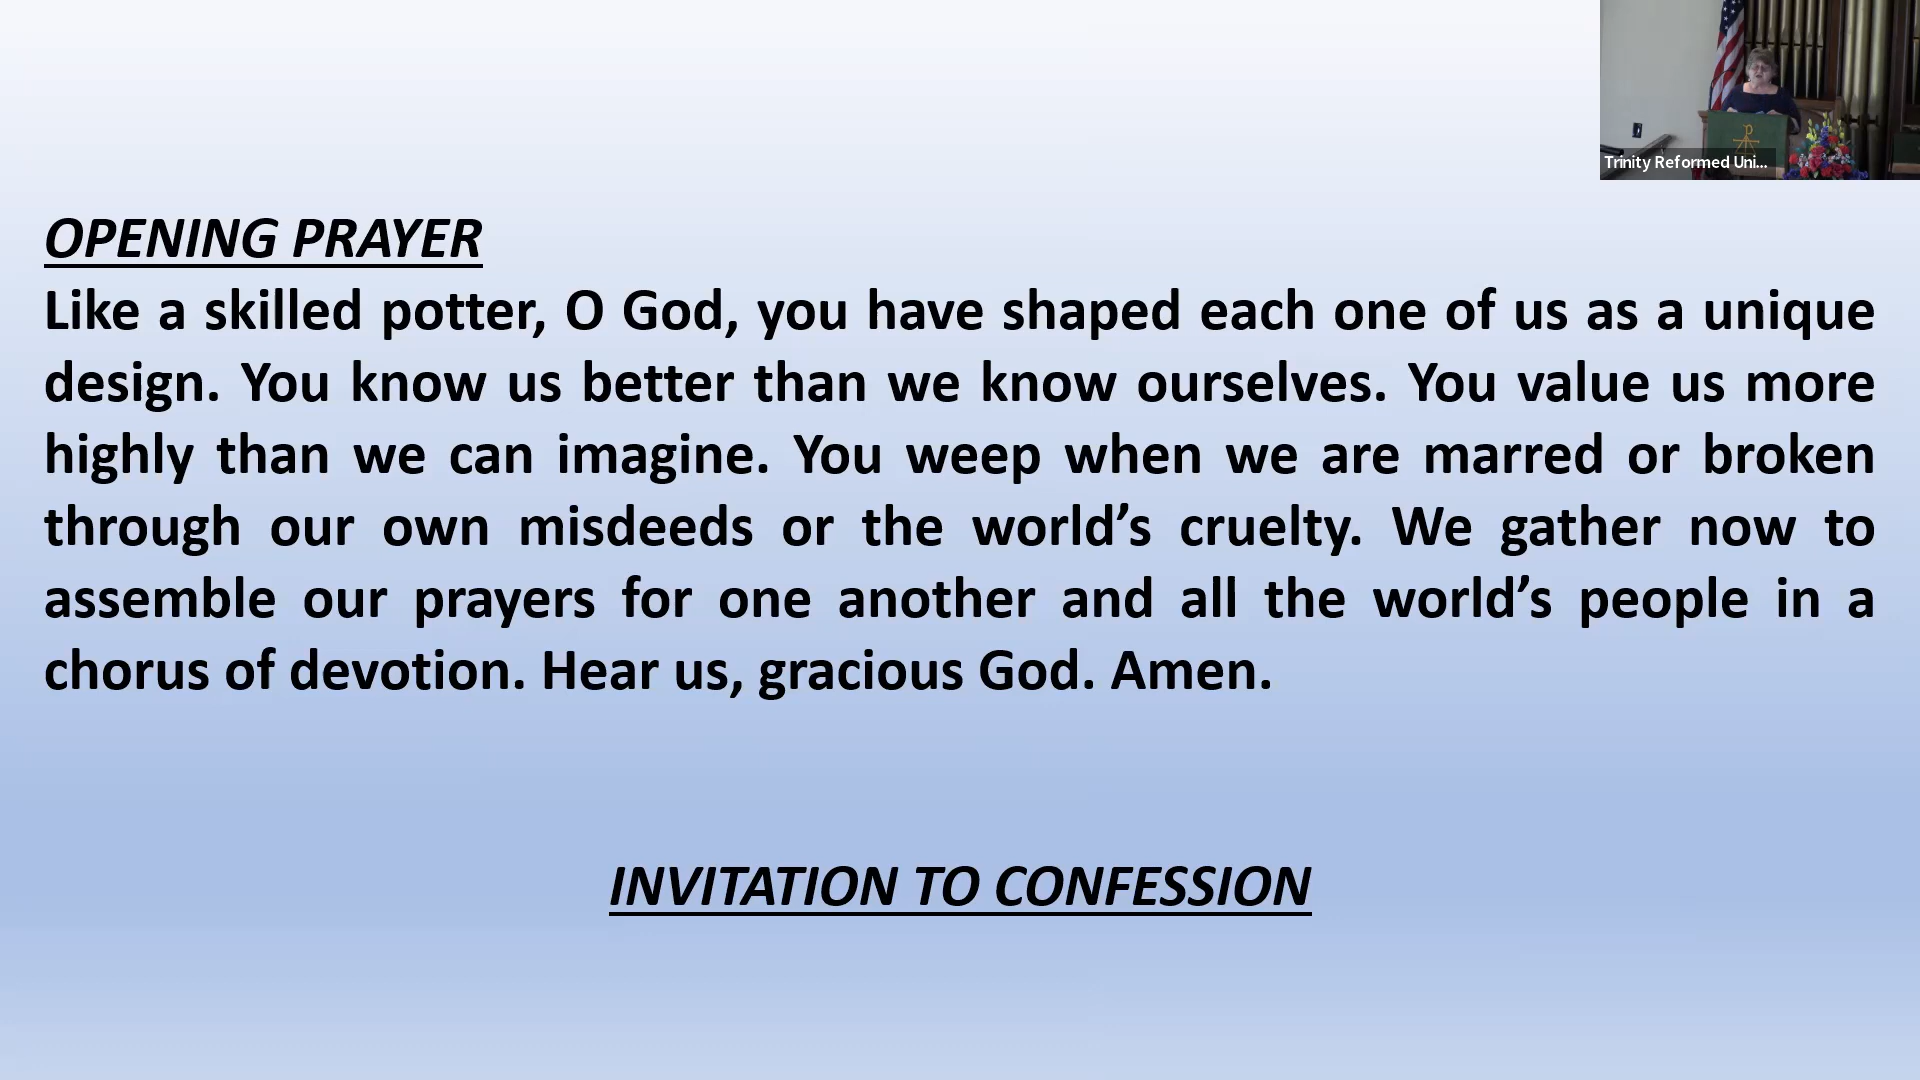 Trinity Reformed Uni...
OPENING PRAYER
Like a skilled potter, O God, you have shaped each one of us as a unique
design. You know us better than we know ourselves. You value us more
highly than we can imagine. You weep when we are marred or broken
through our own misdeeds or the world’s cruelty. We gather now to
assemble our prayers for one another and all the world’s people in a
chorus of devotion. Hear us, gracious God. Amen.
INVITATION TO CONFESSION